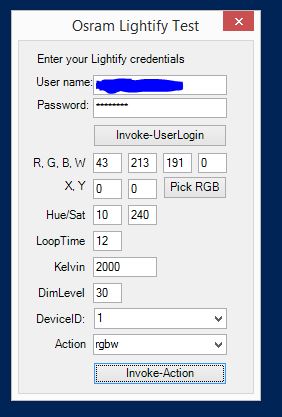 Osram Lightify Test
x
Enter your Lightify credentials
User name:
Password: ********
Invoke-UserLogin
R, G, B, W 43 213 191 0
X, Y 0 0 Pick RGB
Hue/Sat 10 240
LoopTime 12
Kelvin 2000
DimLevel 30
DeviceID: 1
Action rgbw
Invoke-Action